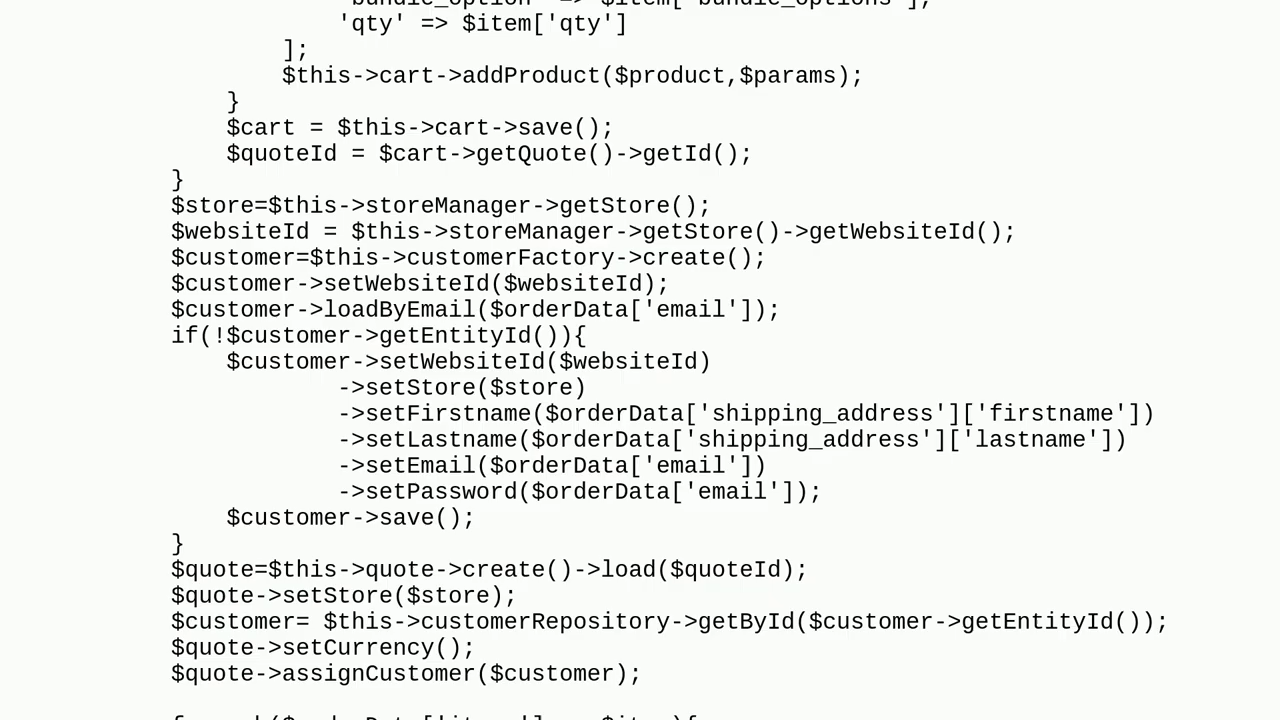 'bundle_option' => $item['bundle_options'],
'qty' => $item['qty']
];
$this->cart->addProduct($product,$params);
}
$cart = $this->cart->save();
$quoteId = $cart->getQuote()->getId();
}
$store=$this->storeManager->getStore();
$websiteId = $this->storeManager->getStore()->getWebsiteId();
$customer=$this->customerFactory->create();
$customer->setWebsiteId($websiteId);
$customer->loadByEmail($orderData['email']);
if(!$customer->getEntityId()){
$customer->setWebsiteId($websiteId)
->setStore($store)
->setFirstname($orderData['shipping_address']['firstname'])
->setLastname($orderData['shipping_address']['lastname'])
->setEmail($orderData['email'])
->setPassword($orderData['email']);
$customer->save();
}
$quote=$this->quote->create()->load($quoteId);
$quote->setStore($store);
$customer= $this->customerRepository->getById($customer->getEntityId());
$quote->setCurrency();
$quote->assignCustomer($customer);